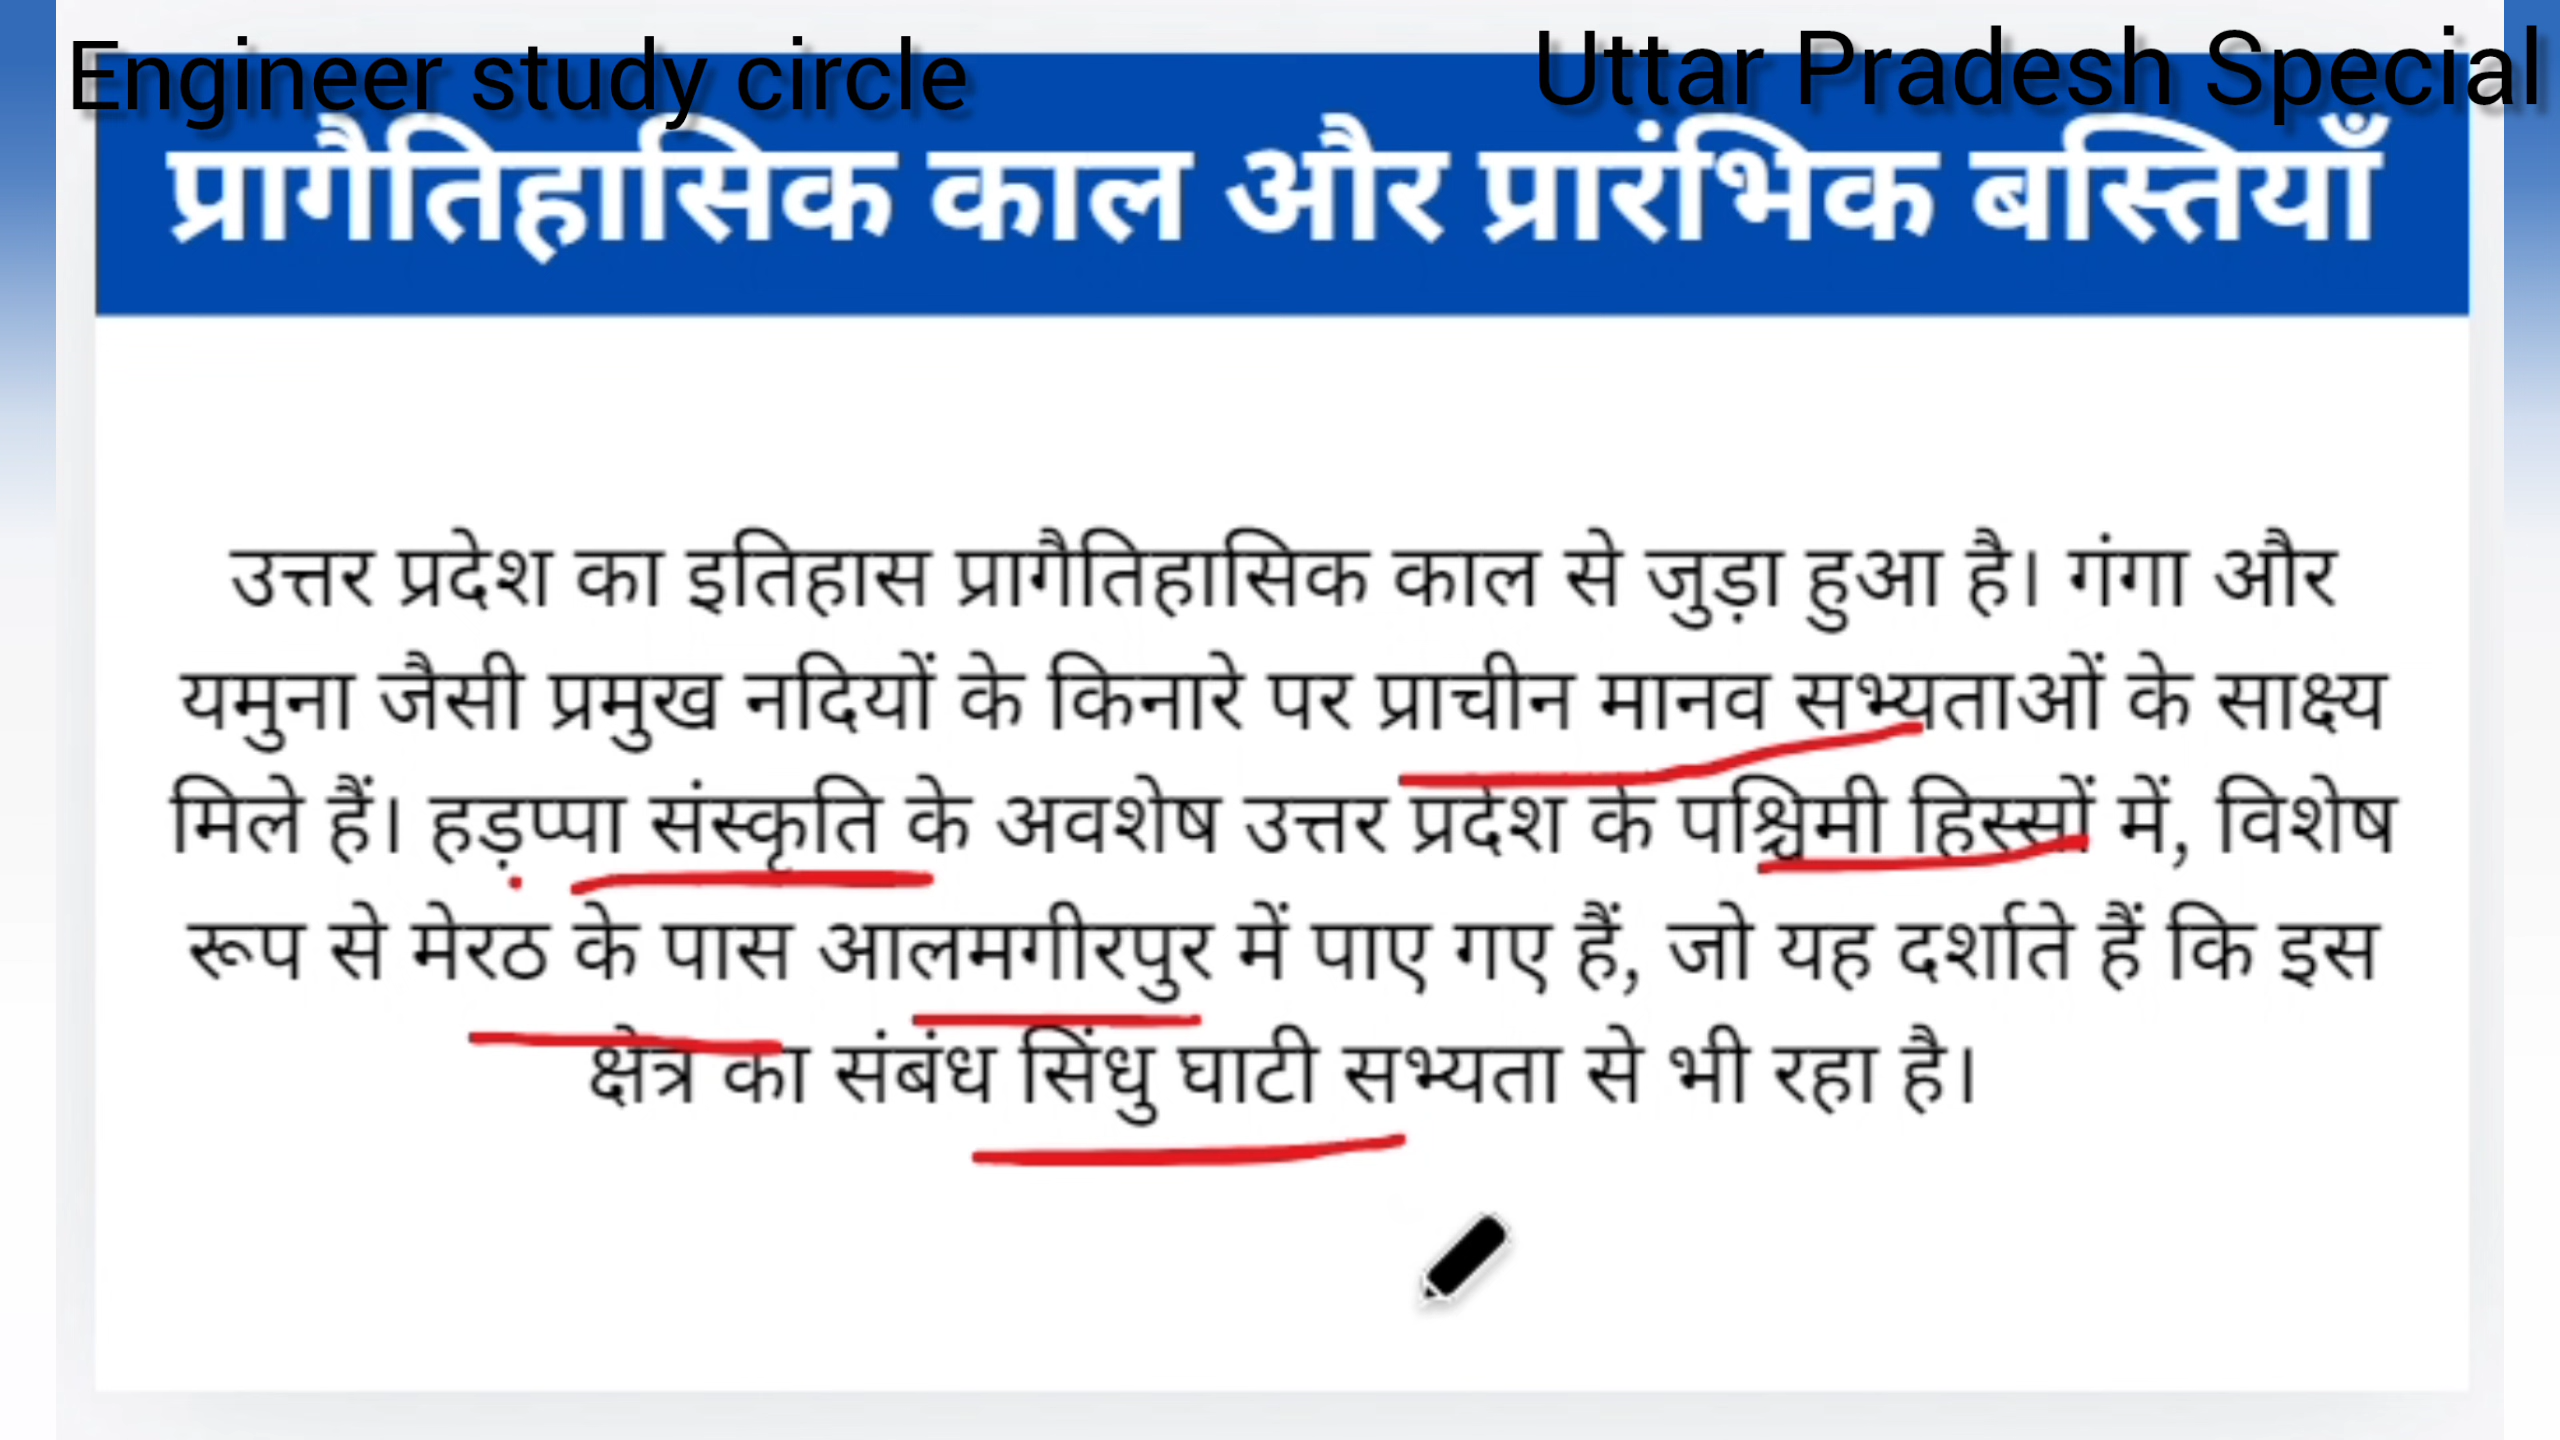 Engineer study circle
Uttar Pradesh Special
प्रागैतिहासिक काल और प्रारंभिक बस्तियाँ
उत्तर प्रदेश का इतिहास प्रागैतिहासिक काल से जुड़ा हुआ है। गंगा और
यमुना जैसी प्रमुख नदियों के किनारे पर प्राचीन मानव सभ्यताओं के साक्ष्य
मिले हैं। हड़प्पा संस्कृति के अवशेष उत्तर प्रदेश के पश्चिमी हिस्सों में, विशेष
रूप से मेरठ के पास आलमगीरपुर में पाए गए हैं, जो यह दर्शाते हैं कि इस
क्षेत्र का संबंध सिंधु घाटी सभ्यता से भी रहा है।